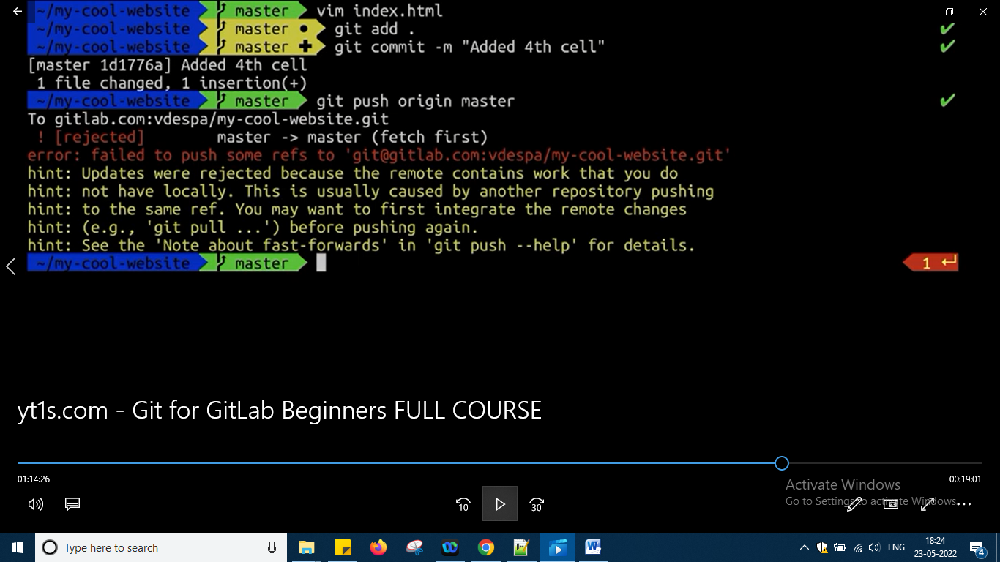 ~/my-cool-website master vim index.html
~/my-cool-website master ● git add . ✔
~/my-cool-website master ✚ git commit -m "Added 4th cell" ✔
[master 1d1776a] Added 4th cell
1 file changed, 1 insertion(+)
~/my-cool-website master git push origin master ✔
To gitlab.com:vdespa/my-cool-website.git
! [rejected] master -> master (fetch first)
error: failed to push some refs to 'git@gitlab.com:vdespa/my-cool-website.git'
hint: Updates were rejected because the remote contains work that you do
hint: not have locally. This is usually caused by another repository pushing
hint: to the same ref. You may want to first integrate the remote changes
hint: (e.g., 'git pull ...') before pushing again.
hint: See the 'Note about fast-forwards' in 'git push --help' for details.
~/my-cool-website master 1 ↵
yt1s.com - Git for GitLab Beginners FULL COURSE
01:14:26 00:19:01
Activate Windows
Go to Settings to activate Windows.
10 30
Type here to search
ENG 18:24
23-05-2022
4